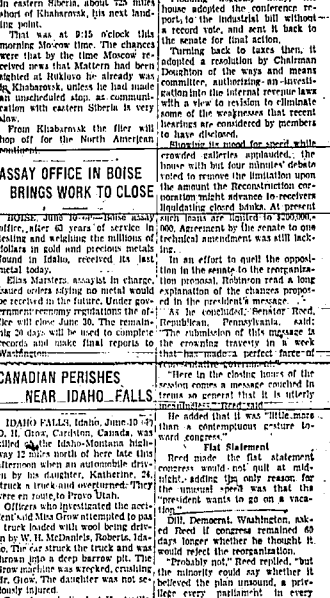 in eastern Siberia, about 725 miles
short of Khabarovsk, his next land-
ing point.
That was at 9:15 o'clock this
morning Moscow time. The chances
were that by the time Moscow re-
ceived news that Mattern had been
sighted at Rukhlovo he already was
in Khabarovsk, unless he had made
an unscheduled stop, as communi-
cation with eastern Siberia is very
slow.
From Khabarovsk the flier will
hop off for the North American
continent.
ASSAY OFFICE IN BOISE
BRINGS WORK TO CLOSE
BOISE, June 10 Boise assay
office, after 63 years of service in
testing and weighing the millions of
dollars in gold and precious metals
found in Idaho, received its last
metal today.
Elias Marsters, assayist in charge,
issued orders saying no metal would
be received in the future. Under gov-
ernment economy regulations the of-
fice will close June 30. The remain-
ing 20 days will be used to complete
records and make final reports to
Washington.
CANADIAN PERISHES
NEAR IDAHO FALLS
IDAHO FALLS, Idaho, June 10
D. H. Grow, Cardston, Canada, was
killed on the Idaho-Montana high-
way 12 miles north of here late this
afternoon when an automobile driv-
en by his daughter, Katherine, 24,
struck a truck and overturned. They
were en route to Provo Utah.
Officers who investigated the acci-
dent said Miss Grow attempted to pass
a truck loaded with wool being driv-
en by W. H. McDaniels, Roberts, Ida-
ho. The car struck the truck and was
thrown into a deep barrow pit. The
Grow machine was wrecked, crushing
Mr. Grow. The daughter was not se-
riously injured.
house adopted the conference re-
port, to the industrial bill without
a record vote, and sent it back to
the senate for final action.
Turning back to taxes then, it
adopted a resolution by Chairman
Doughton of the ways and means
committee, authorizing an investi-
gation into the internal revenue laws
with a view to revision to eliminate
some of the weaknesses that recent
hearings are considered by members
to have disclosed.
Showing its mood for speed while
crowded galleries applauded, the
house with but four minutes' debate
voted to remove the limitation upon
the amount the Reconstruction cor-
poration might advance to receivers
liquidating closed banks. At present
such loans are limited to $200,000,-
000. Agreement by the senate to one
technical amendment was still lack-
ing.
In an effort to quell the opposi-
tion in the senate to the reorganiza-
tion proposal, Robinson read a long
explanation of the changes propos-
ed in the president's message.
As he concluded, Senator Reed,
Republican, Pennsylvania, said:
"The submission of this message is
the crowning travesty in a week
that has made a perfect farce of
representative government."
"Here in the closing hours of the
session comes a message couched in
terms so general that it is utterly
meaningless," Reed said.
He added that it was "little more
than a contemptuous gesture to-
ward congress."
Flat Statement
Reed made the flat statement
congress would not quit at mid-
night, adding the only reason for
the unusual speed was that the
"president wants to go on a vaca-
tion."
Dill, Democrat, Washington, ask-
ed Reed if congress remained 60
days longer whether he thought it
would reject the reorganization.
"Probably not," Reed replied, "but
the minority could say whether it
believed the plan unsound, a priv-
ilege every parliament in every